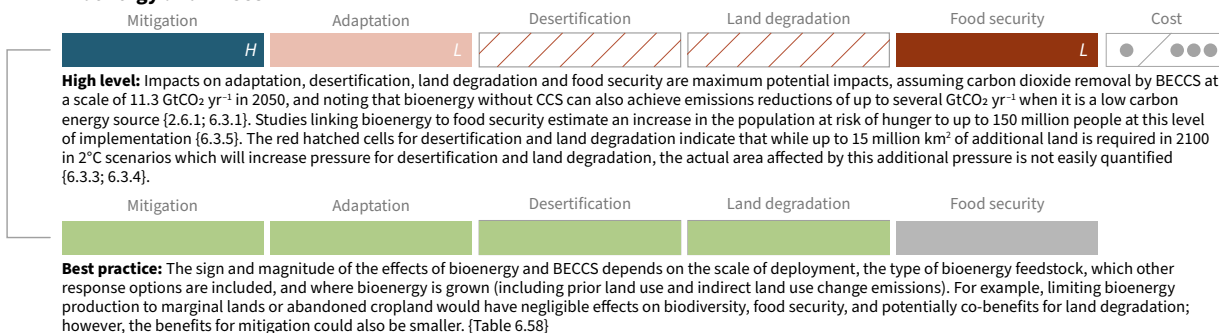 Mitigation Adaptation Desertification Land degradation Food security Cost
H L L
High level: Impacts on adaptation, desertification, land degradation and food security are maximum potential impacts, assuming carbon dioxide removal by BECCS at
a scale of 11.3 GtCO₂ yr⁻¹ in 2050, and noting that bioenergy without CCS can also achieve emissions reductions of up to several GtCO₂ yr⁻¹ when it is a low carbon
energy source {2.6.1; 6.3.1}. Studies linking bioenergy to food security estimate an increase in the population at risk of hunger to up to 150 million people at this level
of implementation {6.3.5}. The red hatched cells for desertification and land degradation indicate that while up to 15 million km² of additional land is required in 2100
in 2°C scenarios which will increase pressure for desertification and land degradation, the actual area affected by this additional pressure is not easily quantified
{6.3.3; 6.3.4}.
Mitigation Adaptation Desertification Land degradation Food security
Best practice: The sign and magnitude of the effects of bioenergy and BECCS depends on the scale of deployment, the type of bioenergy feedstock, which other
response options are included, and where bioenergy is grown (including prior land use and indirect land use change emissions). For example, limiting bioenergy
production to marginal lands or abandoned cropland would have negligible effects on biodiversity, food security, and potentially co-benefits for land degradation;
however, the benefits for mitigation could also be smaller. {Table 6.58}